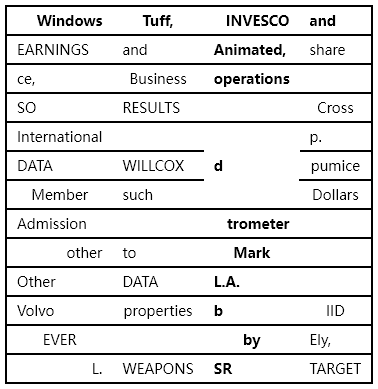 Windows Tuff, INVESCO and
EARNINGS and Animated, share
ce, Business operations
SO RESULTS Cross
International p.
DATA WILLCOX d pumice
Member such Dollars
Admission trometer
other to Mark
Other DATA L.A.
Volvo properties b IID
EVER by Ely,
L. WEAPONS SR TARGET